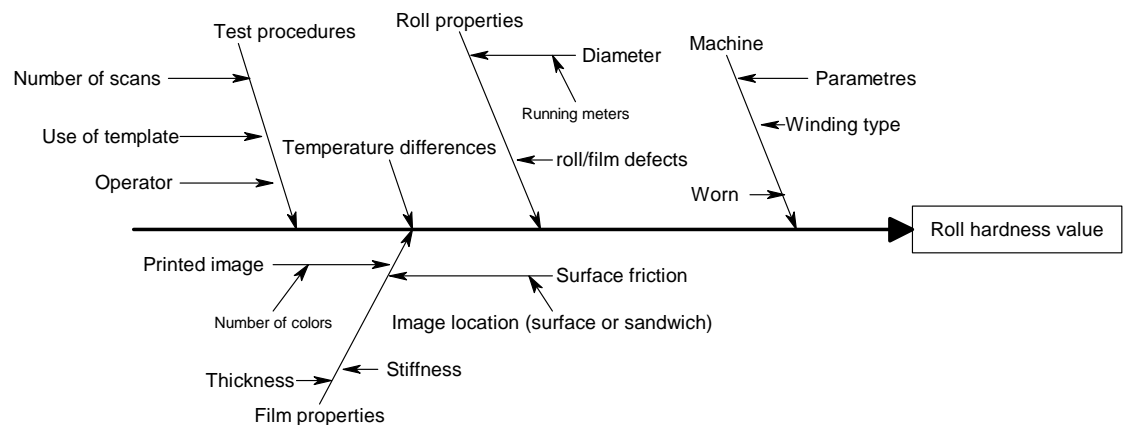 Test procedures
Roll properties
Machine
Number of scans
Diameter
Parametres
Running meters
Use of template
Winding type
Temperature differences
roll/film defects
Operator
Worn
Roll hardness value
Printed image
Surface friction
Number of colors
Image location (surface or sandwich)
Stiffness
Thickness
Film properties